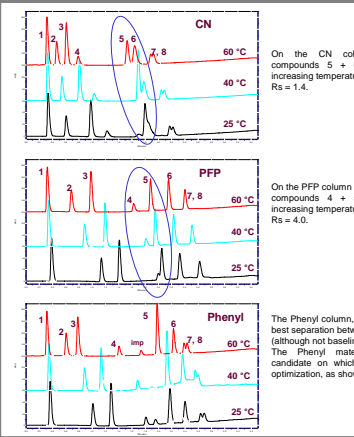 CN
1
2
3
4
5 6
7, 8
60 °C
40 °C
25 °C
On the CN col
compounds 5 +
increasing temperatu
Rs = 1.4.
PFP
1
2
3
4
5
6
7, 8
60 °C
40 °C
25 °C
On the PFP column
compounds 4 +
increasing temperatu
Rs = 4.0.
Phenyl
1
2
3
4
imp
5
6
7, 8
60 °C
40 °C
25 °C
The Phenyl column,
best separation betw
(although not baselin
The Phenyl mate
candidate on which
optimization, as show